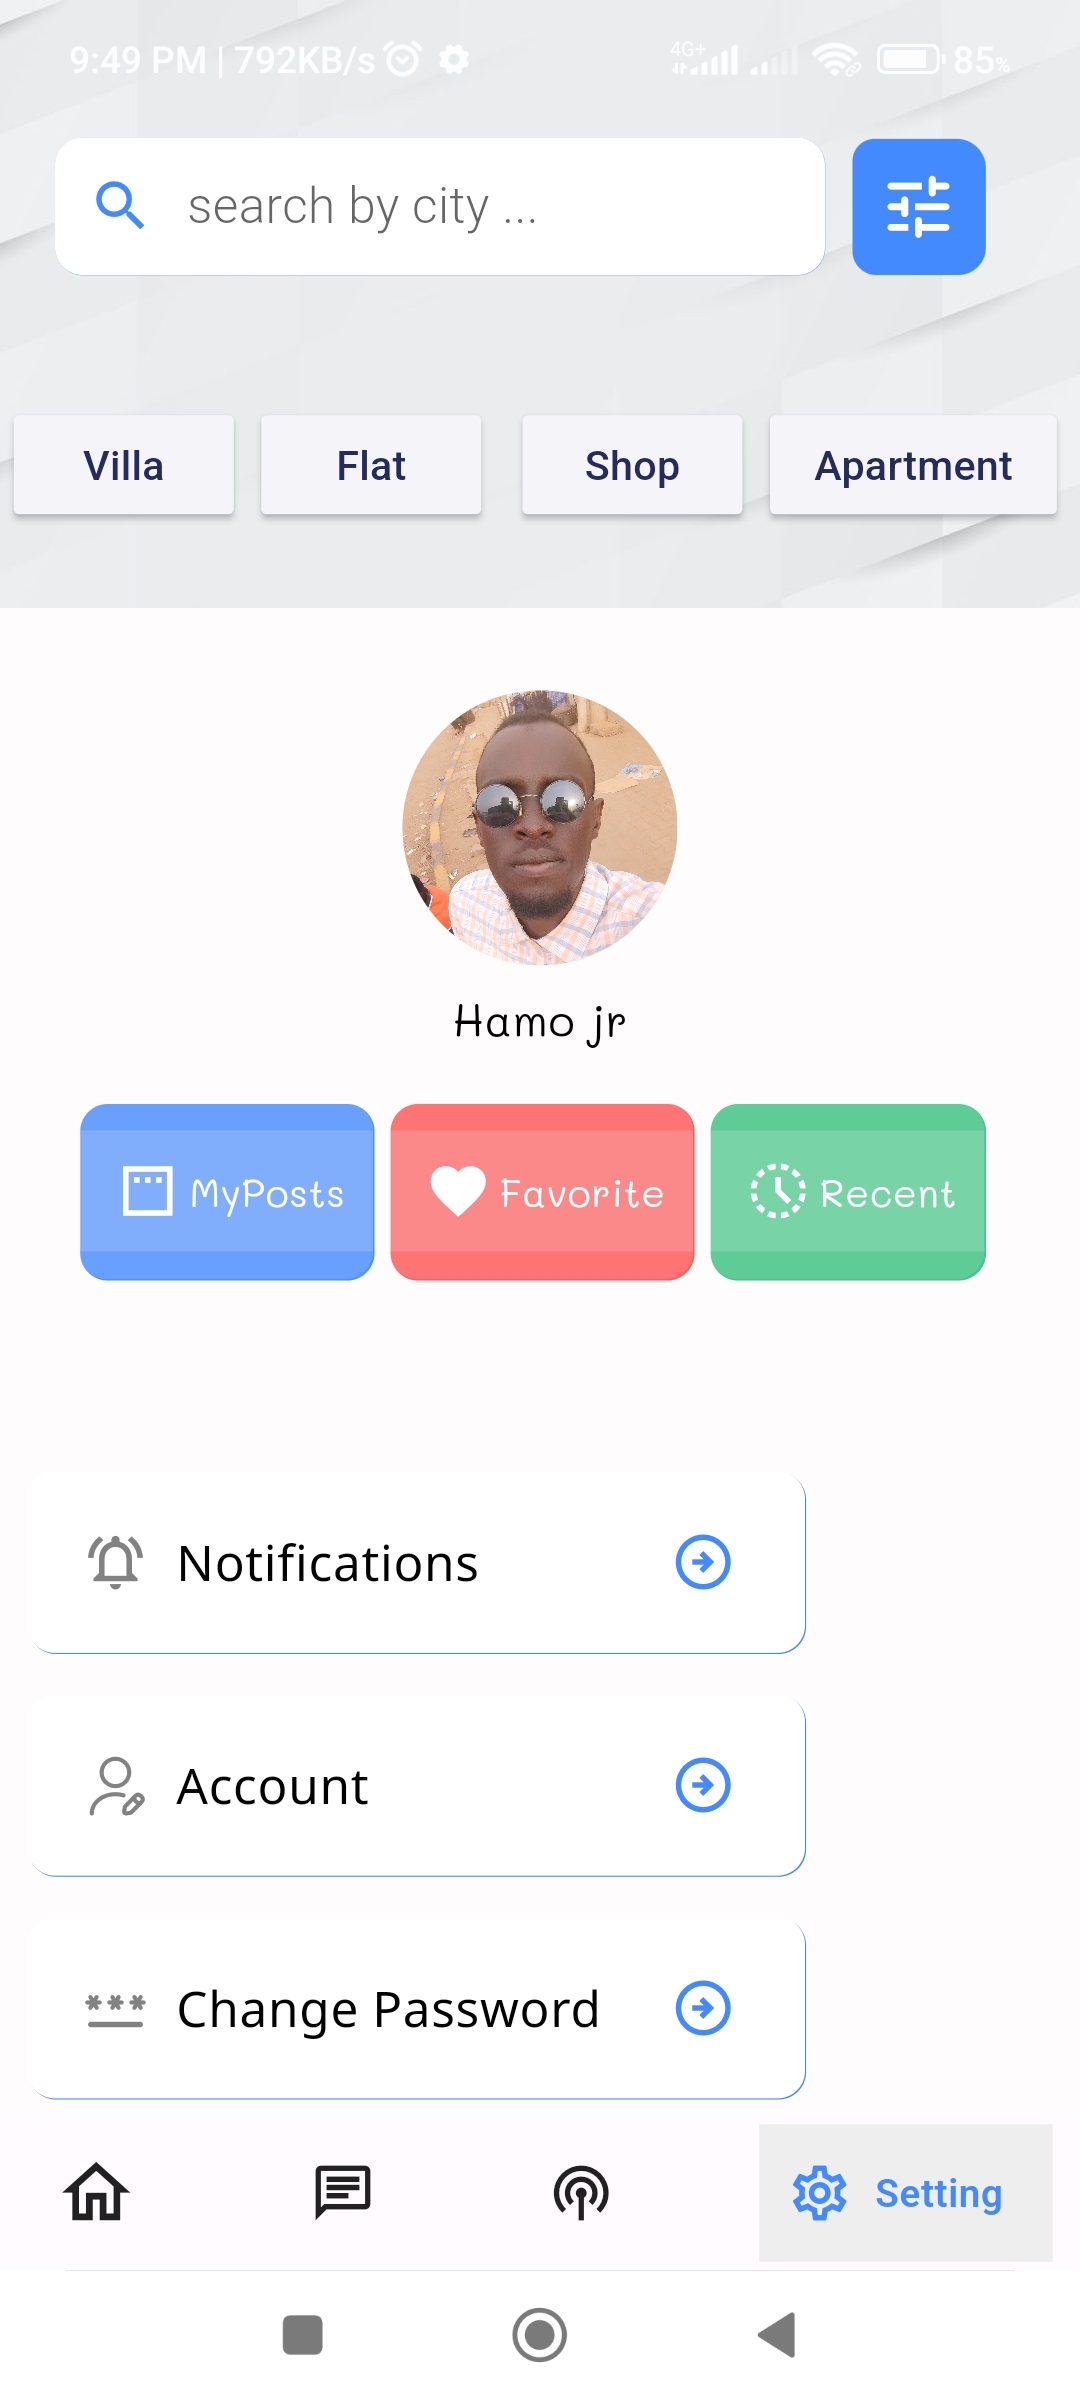 9:49 PM | 792KB/s 4G+ 85%
search by city ...
Villa Flat Shop Apartment
Hamo jr
MyPosts Favorite Recent
Notifications
Account
*** Change Password
Setting